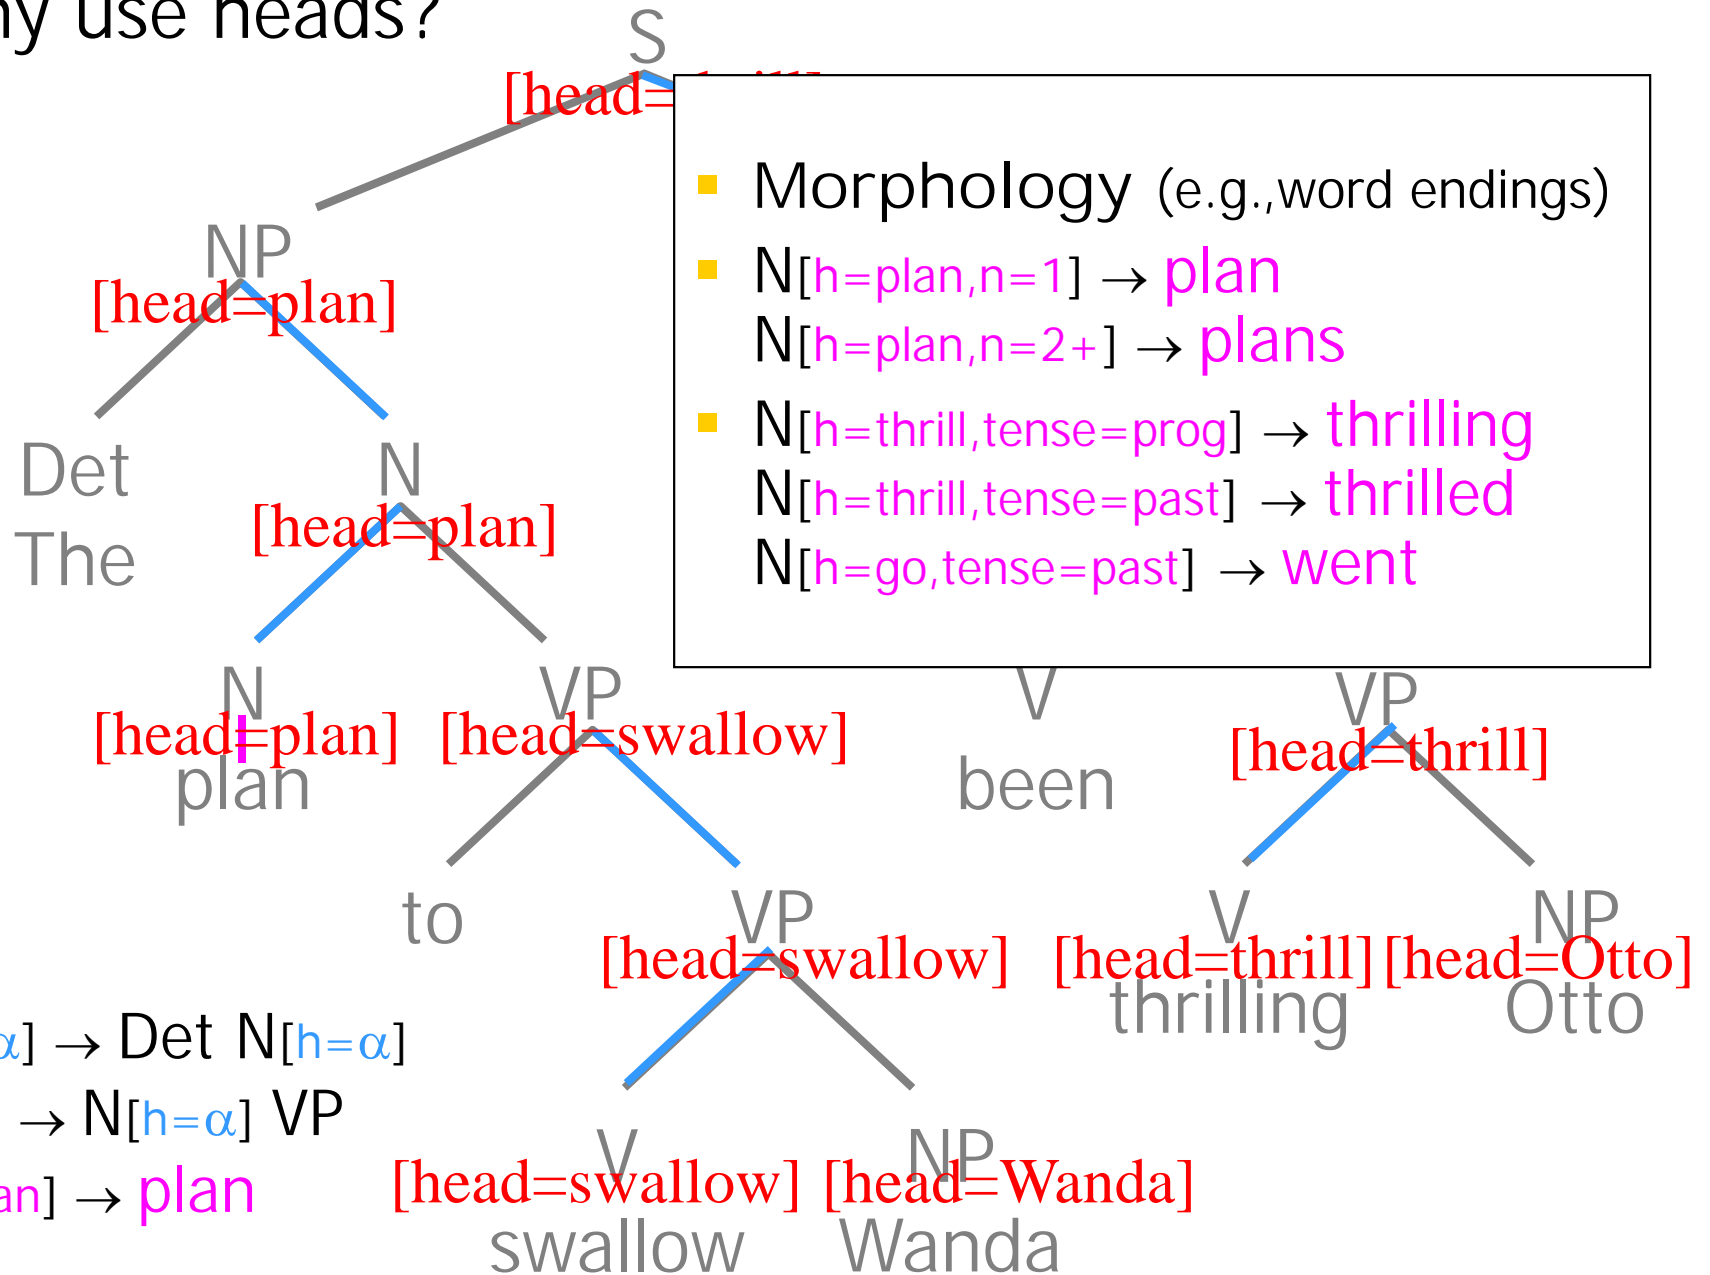 ny use heads?
S
[head=
Morphology (e.g.,word endings)
N[h=plan,n=1] → plan
N[h=plan,n=2+] → plans
N[h=thrill,tense=prog] → thrilling
N[h=thrill,tense=past] → thrilled
N[h=go,tense=past] → went
NP
[head=plan]
Det
The
N
[head=plan]
N
[head=plan]
plan
VP
[head=swallow]
V
been
VP
[head=thrill]
to
VP
[head=swallow]
V
[head=thrill]
thrilling
NP
[head=Otto]
Otto
α] → Det N[h=α]
→ N[h=α] VP
an] → plan
V
[head=swallow]
swallow
NP
[head=Wanda]
Wanda